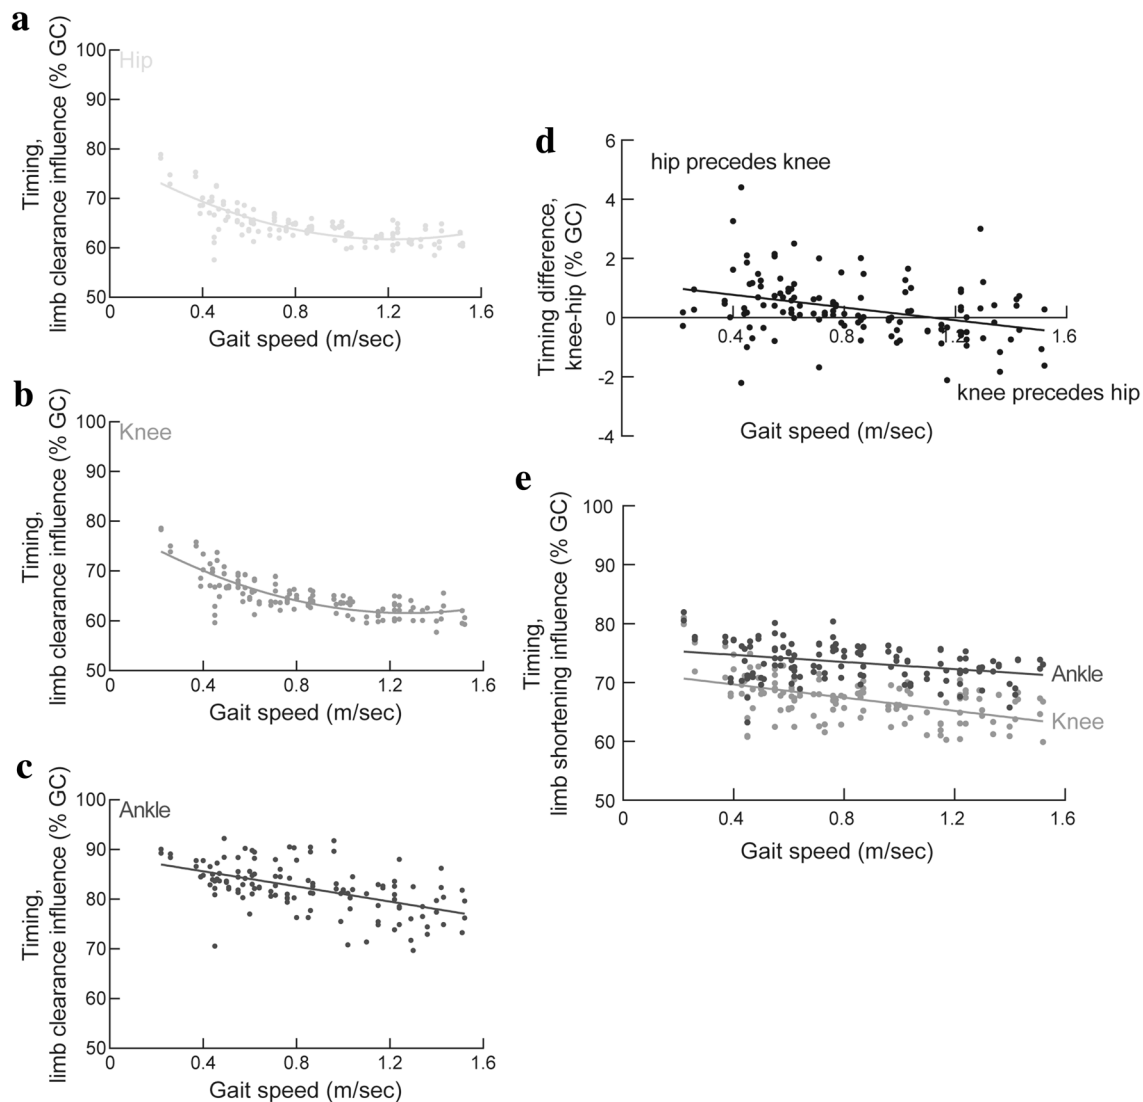 a
Timing,
limb clearance influence (% GC)
Hip
100
90
80
70
60
50
0
0.4
0.8
1.2
1.6
Gait speed (m/sec)
b
Timing,
limb clearance influence (% GC)
Knee
100
90
80
70
60
50
0
0.4
0.8
1.2
1.6
Gait speed (m/sec)
c
Timing,
limb clearance influence (% GC)
Ankle
100
90
80
70
60
50
0
0.4
0.8
1.2
1.6
Gait speed (m/sec)
d
Timing difference,
knee-hip (% GC)
hip precedes knee
6
4
2
0
-2
-4
0.4
0.8
1.2
1.6
knee precedes hip
Gait speed (m/sec)
e
Timing,
limb shortening influence (% GC)
100
90
80
70
60
50
Ankle
Knee
0
0.4
0.8
1.2
1.6
Gait speed (m/sec)